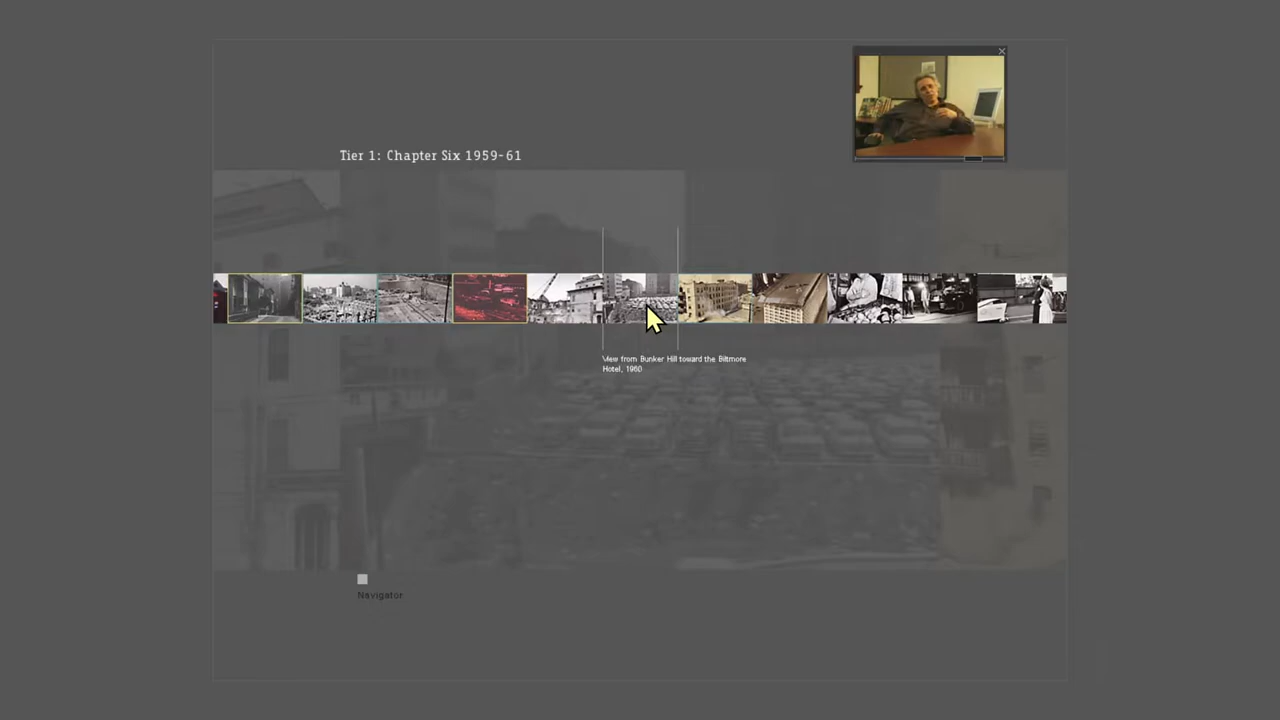 Tier 1: Chapter Six 1959-61
View from Bunker Hill toward the Biltmore
Hotel, 1960
Navigator